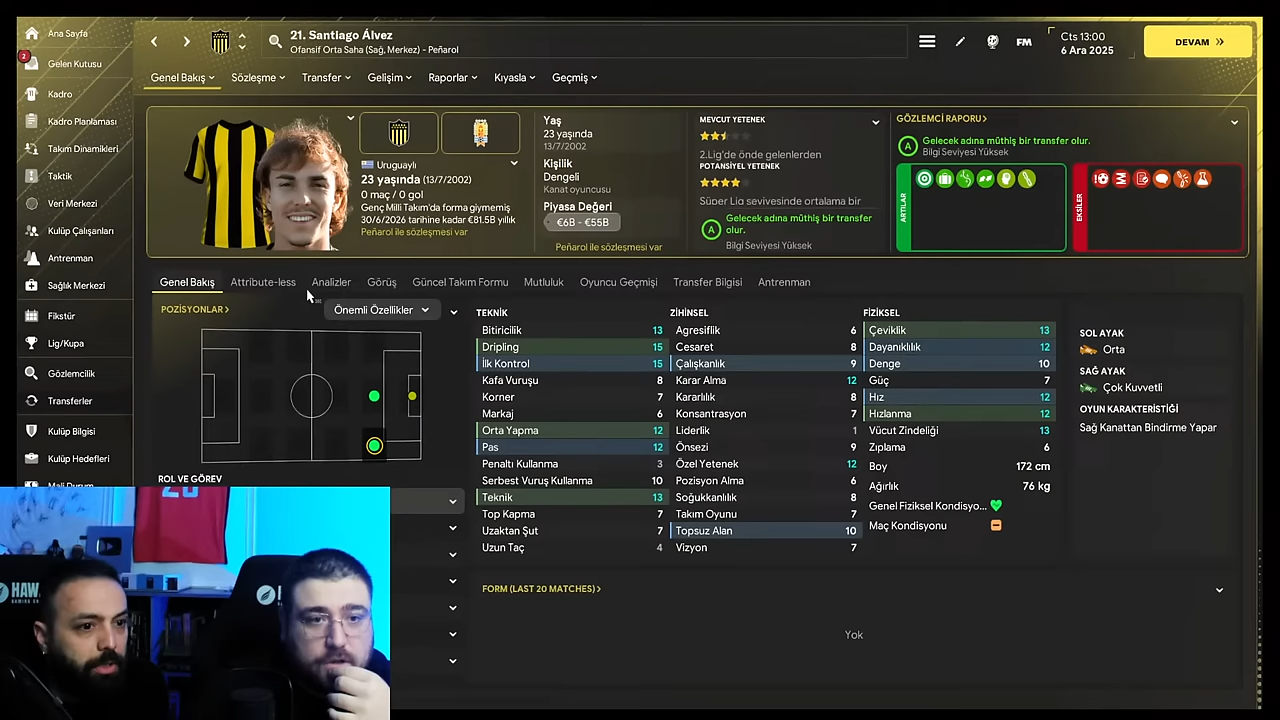 Ana Sayfa
2
Gelen Kutusu
Kadro
Kadro Planlaması
Takım Dinamikleri
Taktik
Veri Merkezi
Kulüp Çalışanları
Antrenman
Sağlık Merkezi
Fikstür
Lig/Kupa
Gözlemcilik
Transferler
Kulüp Bilgisi
Kulüp Hedefleri
Mali Durum
21. Santiago Álvez
Ofansif Orta Saha (Sağ, Merkez) - Peñarol
FM
Cts 13:00
6 Ara 2025
DEVAM
Genel Bakış
Sözleşme
Transfer
Gelişim
Raporlar
Kıyasla
Geçmiş
Uruguaylı
23 yaşında (13/7/2002)
0 maç / 0 gol
Genç Milli Takım'da forma giymemiş
30/6/2026 tarihine kadar €81.5B yıllık
Peñarol ile sözleşmesi var
Yaş
23 yaşında
13/7/2002
Kişilik
Dengeli
Kanat oyuncusu
Piyasa Değeri
€6B - €55B
Peñarol ile sözleşmesi var
MEVCUT YETENEK
2.Lig'de önde gelenlerden
POTANSİYEL YETENEK
Süper Lig seviyesinde ortalama bir
A
Gelecek adına müthiş bir transfer
olur.
Bilgi Seviyesi Yüksek
GÖZLEMCİ RAPORU
A
Gelecek adına müthiş bir transfer olur.
Bilgi Seviyesi Yüksek
ARTILAR
EKSİLER
Genel Bakış
Attribute-less
Analizler
Görüş
Güncel Takım Formu
Mutluluk
Oyuncu Geçmişi
Transfer Bilgisi
Antrenman
POZİSYONLAR
Önemli Özellikler
ROL VE GÖREV
TEKNİK
Bitiricilik 13
Dripling 15
İlk Kontrol 15
Kafa Vuruşu 8
Korner 7
Markaj 6
Orta Yapma 12
Pas 12
Penaltı Kullanma 3
Serbest Vuruş Kullanma 10
Teknik 13
Top Kapma 7
Uzaktan Şut 7
Uzun Taç 4
ZİHİNSEL
Agresiflik 6
Cesaret 8
Çalışkanlık 9
Karar Alma 12
Kararlılık 8
Konsantrasyon 7
Liderlik 1
Önsezi 9
Özel Yetenek 12
Pozisyon Alma 6
Soğukkanlılık 8
Takım Oyunu 7
Topsuz Alan 10
Vizyon 7
FİZİKSEL
Çeviklik 13
Dayanıklılık 12
Denge 10
Güç 7
Hız 12
Hızlanma 12
Vücut Zindeliği 13
Zıplama 6
Boy 172 cm
Ağırlık 76 kg
Genel Fiziksel Kondisyo...
Maç Kondisyonu
SOL AYAK
Orta
SAĞ AYAK
Çok Kuvvetli
OYUN KARAKTERİSTİĞİ
Sağ Kanattan Bindirme Yapar
FORM (LAST 20 MATCHES)
Yok
HAW